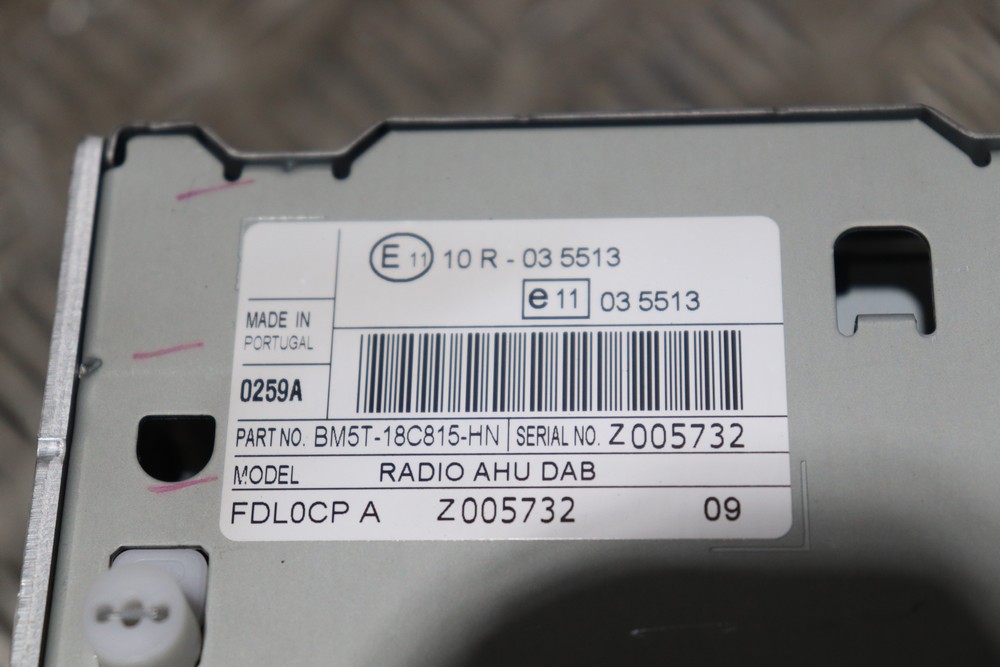 E 11 10 R - 03 5513
e 11 03 5513
MADE IN
PORTUGAL
0259A
PART NO. BM5T-18C815-HN SERIAL NO. Z005732
MODEL RADIO AHU DAB
FDL0CP A Z005732 09